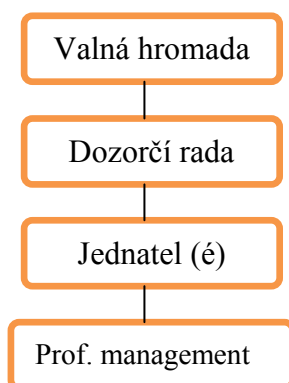 Valná hromada
Dozorčí rada
Jednatel (é)
Prof. management